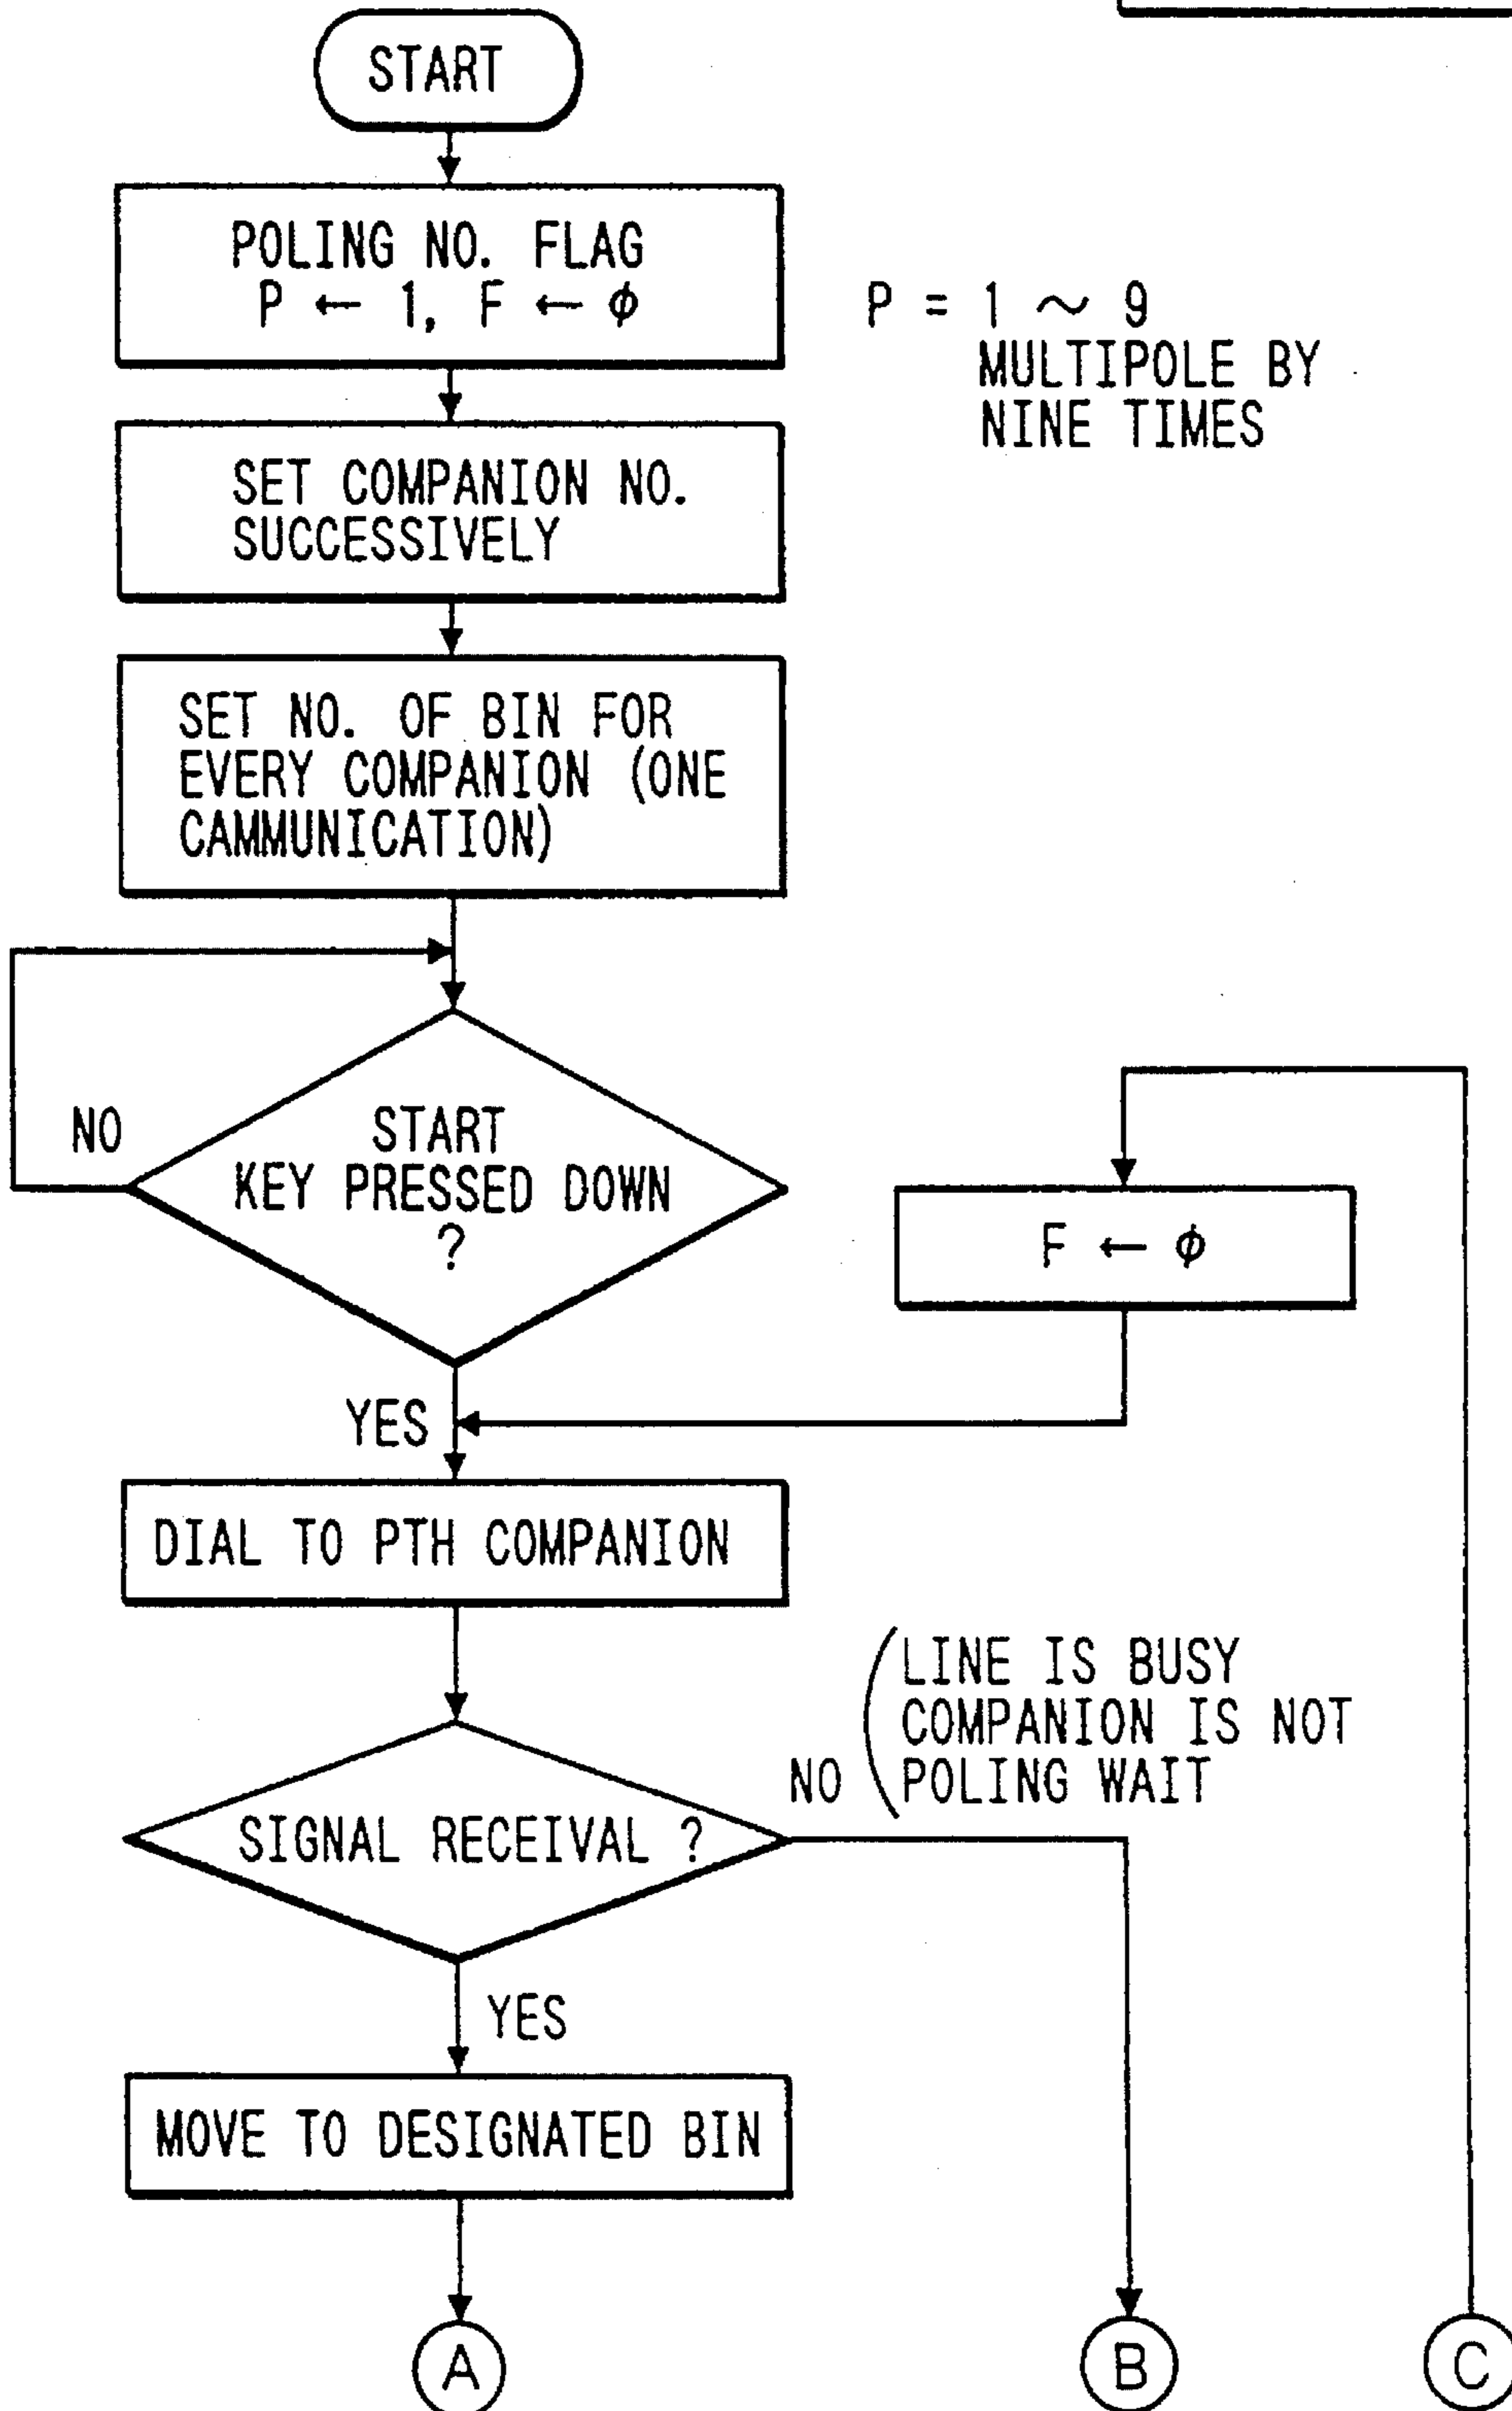 START
POLING NO. FLAG
P ← 1, F ← φ
P = 1 ~ 9
MULTIPOLE BY
NINE TIMES
SET COMPANION NO.
SUCCESSIVELY
SET NO. OF BIN FOR
EVERY COMPANION (ONE
CAMMUNICATION)
NO
START
KEY PRESSED DOWN
?
F ← φ
YES
DIAL TO PTH COMPANION
LINE IS BUSY
COMPANION IS NOT
NO ( POLING WAIT
SIGNAL RECEIVAL ?
YES
MOVE TO DESIGNATED BIN
A
B
C